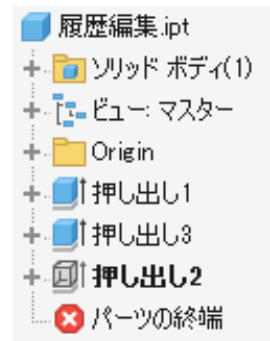 履歴編集.ipt
ソリッド ボディ(1)
ビュー: マスター
Origin
押し出し1
押し出し3
押し出し2
パーツの終端